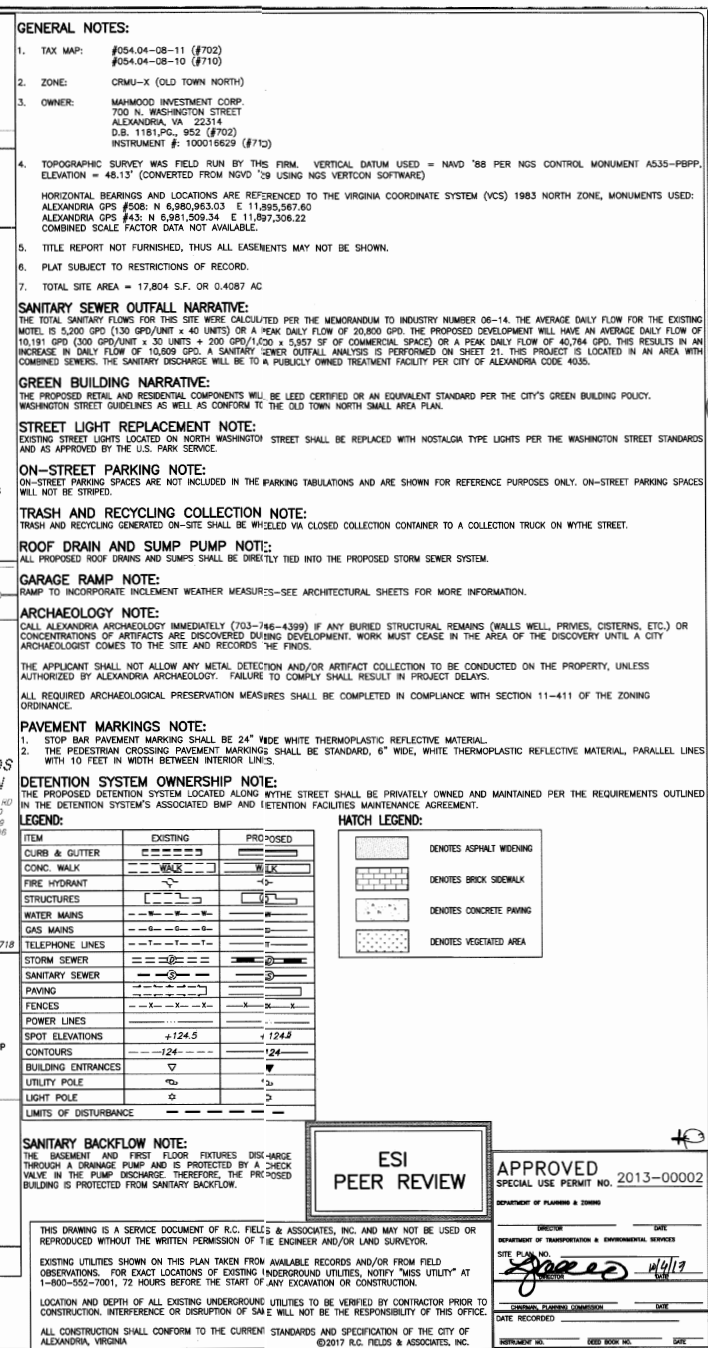 GENERAL NOTES:
1. TAX MAP: #054.04-08-11 (#702)
#054.04-08-10 (#710)
2. ZONE: CRMU-X (OLD TOWN NORTH)
3. OWNER: MAHMOOD INVESTMENT CORP.
700 N. WASHINGTON STREET
ALEXANDRIA, VA 22314
D.B. 1161,PG., 952 (#702)
INSTRUMENT #: 100016629 (#710)
4. TOPOGRAPHIC SURVEY WAS FIELD RUN BY THIS FIRM. VERTICAL DATUM USED = NAVD '88 PER NGS CONTROL MONUMENT A535-PBPP,
ELEVATION = 48.13' (CONVERTED FROM NGVD '29 USING NGS VERTCON SOFTWARE)
HORIZONTAL BEARINGS AND LOCATIONS ARE REFERENCED TO THE VIRGINIA COORDINATE SYSTEM (VCS) 1983 NORTH ZONE, MONUMENTS USED:
ALEXANDRIA GPS #508: N 6,980,963.03 E 11,895,567.60
ALEXANDRIA GPS #43: N 6,981,509.34 E 11,897,306.22
COMBINED SCALE FACTOR DATA NOT AVAILABLE.
5. TITLE REPORT NOT FURNISHED, THUS ALL EASEMENTS MAY NOT BE SHOWN.
6. PLAT SUBJECT TO RESTRICTIONS OF RECORD.
7. TOTAL SITE AREA = 17,804 S.F. OR 0.4087 AC
SANITARY SEWER OUTFALL NARRATIVE:
THE TOTAL SANITARY FLOWS FOR THIS SITE WERE CALCULATED PER THE MEMORANDUM TO INDUSTRY NUMBER 06-14. THE AVERAGE DAILY FLOW FOR THE EXISTING
MOTEL IS 5,200 GPD (130 GPD/UNIT x 40 UNITS) OR A PEAK DAILY FLOW OF 20,800 GPD. THE PROPOSED DEVELOPMENT WILL HAVE AN AVERAGE DAILY FLOW OF
10,191 GPD (300 GPD/UNIT x 30 UNITS + 200 GPD/1,000 x 5,957 SF OF COMMERCIAL SPACE) OR A PEAK DAILY FLOW OF 40,764 GPD. THIS RESULTS IN AN
INCREASE IN DAILY FLOW OF 10,609 GPD. A SANITARY SEWER OUTFALL ANALYSIS IS PERFORMED ON SHEET 21. THIS PROJECT IS LOCATED IN AN AREA WITH
COMBINED SEWERS. THE SANITARY DISCHARGE WILL BE TO A PUBLICLY OWNED TREATMENT FACILITY PER CITY OF ALEXANDRIA CODE 4035.
GREEN BUILDING NARRATIVE:
THE PROPOSED RETAIL AND RESIDENTIAL COMPONENTS WILL BE LEED CERTIFIED OR AN EQUIVALENT STANDARD PER THE CITY'S GREEN BUILDING POLICY.
WASHINGTON STREET GUIDELINES AS WELL AS CONFORM TO THE OLD TOWN NORTH SMALL AREA PLAN.
STREET LIGHT REPLACEMENT NOTE:
EXISTING STREET LIGHTS LOCATED ON NORTH WASHINGTON STREET SHALL BE REPLACED WITH NOSTALGIA TYPE LIGHTS PER THE WASHINGTON STREET STANDARDS
AND AS APPROVED BY THE U.S. PARK SERVICE.
ON-STREET PARKING NOTE:
ON-STREET PARKING SPACES ARE NOT INCLUDED IN THE PARKING TABULATIONS AND ARE SHOWN FOR REFERENCE PURPOSES ONLY. ON-STREET PARKING SPACES
WILL NOT BE STRIPED.
TRASH AND RECYCLING COLLECTION NOTE:
TRASH AND RECYCLING GENERATED ON-SITE SHALL BE WHEELED VIA CLOSED COLLECTION CONTAINER TO A COLLECTION TRUCK ON WYTHE STREET.
ROOF DRAIN AND SUMP PUMP NOTE:
ALL PROPOSED ROOF DRAINS AND SUMPS SHALL BE DIRECTLY TIED INTO THE PROPOSED STORM SEWER SYSTEM.
GARAGE RAMP NOTE:
RAMP TO INCORPORATE INCLEMENT WEATHER MEASURES-SEE ARCHITECTURAL SHEETS FOR MORE INFORMATION.
ARCHAEOLOGY NOTE:
CALL ALEXANDRIA ARCHAEOLOGY IMMEDIATELY (703-746-4399) IF ANY BURIED STRUCTURAL REMAINS (WALLS WELL, PRIVIES, CISTERNS, ETC.) OR
CONCENTRATIONS OF ARTIFACTS ARE DISCOVERED DURING DEVELOPMENT. WORK MUST CEASE IN THE AREA OF THE DISCOVERY UNTIL A CITY
ARCHAEOLOGIST COMES TO THE SITE AND RECORDS THE FINDS.
THE APPLICANT SHALL NOT ALLOW ANY METAL DETECTION AND/OR ARTIFACT COLLECTION TO BE CONDUCTED ON THE PROPERTY, UNLESS
AUTHORIZED BY ALEXANDRIA ARCHAEOLOGY. FAILURE TO COMPLY SHALL RESULT IN PROJECT DELAYS.
ALL REQUIRED ARCHAEOLOGICAL PRESERVATION MEASURES SHALL BE COMPLETED IN COMPLIANCE WITH SECTION 11-411 OF THE ZONING
ORDINANCE.
PAVEMENT MARKINGS NOTE:
1. STOP BAR PAVEMENT MARKING SHALL BE 24" WIDE WHITE THERMOPLASTIC REFLECTIVE MATERIAL.
2. THE PEDESTRIAN CROSSING PAVEMENT MARKINGS SHALL BE STANDARD, 6" WIDE, WHITE THERMOPLASTIC REFLECTIVE MATERIAL, PARALLEL LINES
WITH 10 FEET IN WIDTH BETWEEN INTERIOR LINES.
DETENTION SYSTEM OWNERSHIP NOTE:
THE PROPOSED DETENTION SYSTEM LOCATED ALONG WYTHE STREET SHALL BE PRIVATELY OWNED AND MAINTAINED PER THE REQUIREMENTS OUTLINED
IN THE DETENTION SYSTEM'S ASSOCIATED BMP AND DETENTION FACILITIES MAINTENANCE AGREEMENT.
LEGEND:
ITEM EXISTING PROPOSED
CURB & GUTTER
CONC. WALK WALK WALK
FIRE HYDRANT
STRUCTURES
WATER MAINS W W W W
GAS MAINS G G G G
TELEPHONE LINES T T T T
STORM SEWER D D
SANITARY SEWER S S
PAVING
FENCES X X X X X X
POWER LINES
SPOT ELEVATIONS +124.5 +124.5
CONTOURS 124 124
BUILDING ENTRANCES
UTILITY POLE
LIGHT POLE
LIMITS OF DISTURBANCE
HATCH LEGEND:
DENOTES ASPHALT WIDENING
DENOTES BRICK SIDEWALK
DENOTES CONCRETE PAVING
DENOTES VEGETATED AREA
SANITARY BACKFLOW NOTE:
THE BASEMENT AND FIRST FLOOR FIXTURES DISCHARGE
THROUGH A DRAINAGE PUMP AND IS PROTECTED BY A CHECK
VALVE IN THE PUMP DISCHARGE. THEREFORE, THE PROPOSED
BUILDING IS PROTECTED FROM SANITARY BACKFLOW.
ESI
PEER REVIEW
THIS DRAWING IS A SERVICE DOCUMENT OF R.C. FIELDS & ASSOCIATES, INC. AND MAY NOT BE USED OR
REPRODUCED WITHOUT THE WRITTEN PERMISSION OF THE ENGINEER AND/OR LAND SURVEYOR.
EXISTING UTILITIES SHOWN ON THIS PLAN TAKEN FROM AVAILABLE RECORDS AND/OR FROM FIELD
OBSERVATIONS. FOR EXACT LOCATIONS OF EXISTING UNDERGROUND UTILITIES, NOTIFY "MISS UTILITY" AT
1-800-552-7001, 72 HOURS BEFORE THE START OF ANY EXCAVATION OR CONSTRUCTION.
LOCATION AND DEPTH OF ALL EXISTING UNDERGROUND UTILITIES TO BE VERIFIED BY CONTRACTOR PRIOR TO
CONSTRUCTION. INTERFERENCE OR DISRUPTION OF SAME WILL NOT BE THE RESPONSIBILITY OF THIS OFFICE.
ALL CONSTRUCTION SHALL CONFORM TO THE CURRENT STANDARDS AND SPECIFICATION OF THE CITY OF
ALEXANDRIA, VIRGINIA ©2017 R.C. FIELDS & ASSOCIATES, INC.
APPROVED
SPECIAL USE PERMIT NO. 2013-00002
DEPARTMENT OF PLANNING & ZONING
DIRECTOR DATE
DEPARTMENT OF TRANSPORTATION & ENVIRONMENTAL SERVICES
SITE PLAN NO.
DIRECTOR DATE
10/4/17
CHAIRMAN, PLANNING COMMISSION DATE
DATE RECORDED
INSTRUMENT NO. DEED BOOK NO. DATE
718
RD